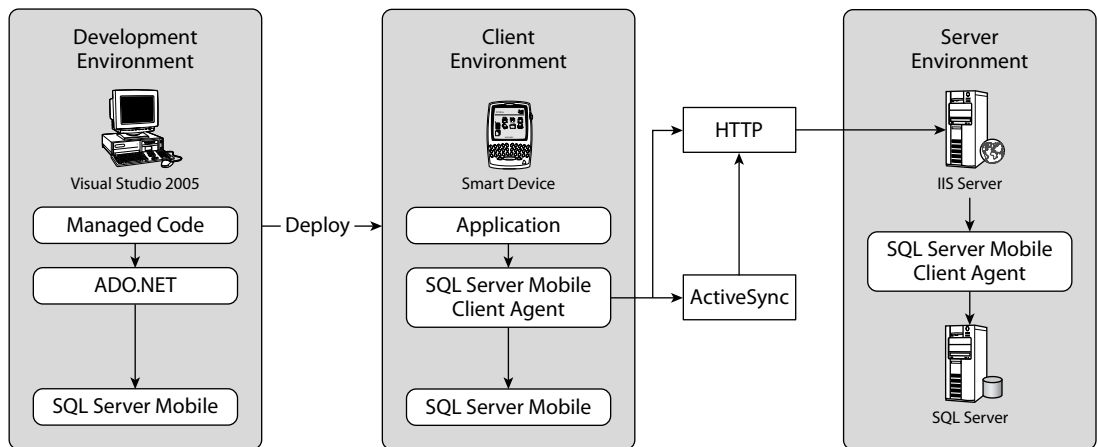 Development
Environment
Visual Studio 2005
Managed Code
ADO.NET
SQL Server Mobile
Deploy
Client
Environment
Smart Device
Application
SQL Server Mobile
Client Agent
SQL Server Mobile
HTTP
ActiveSync
Server
Environment
IIS Server
SQL Server Mobile
Client Agent
SQL Server